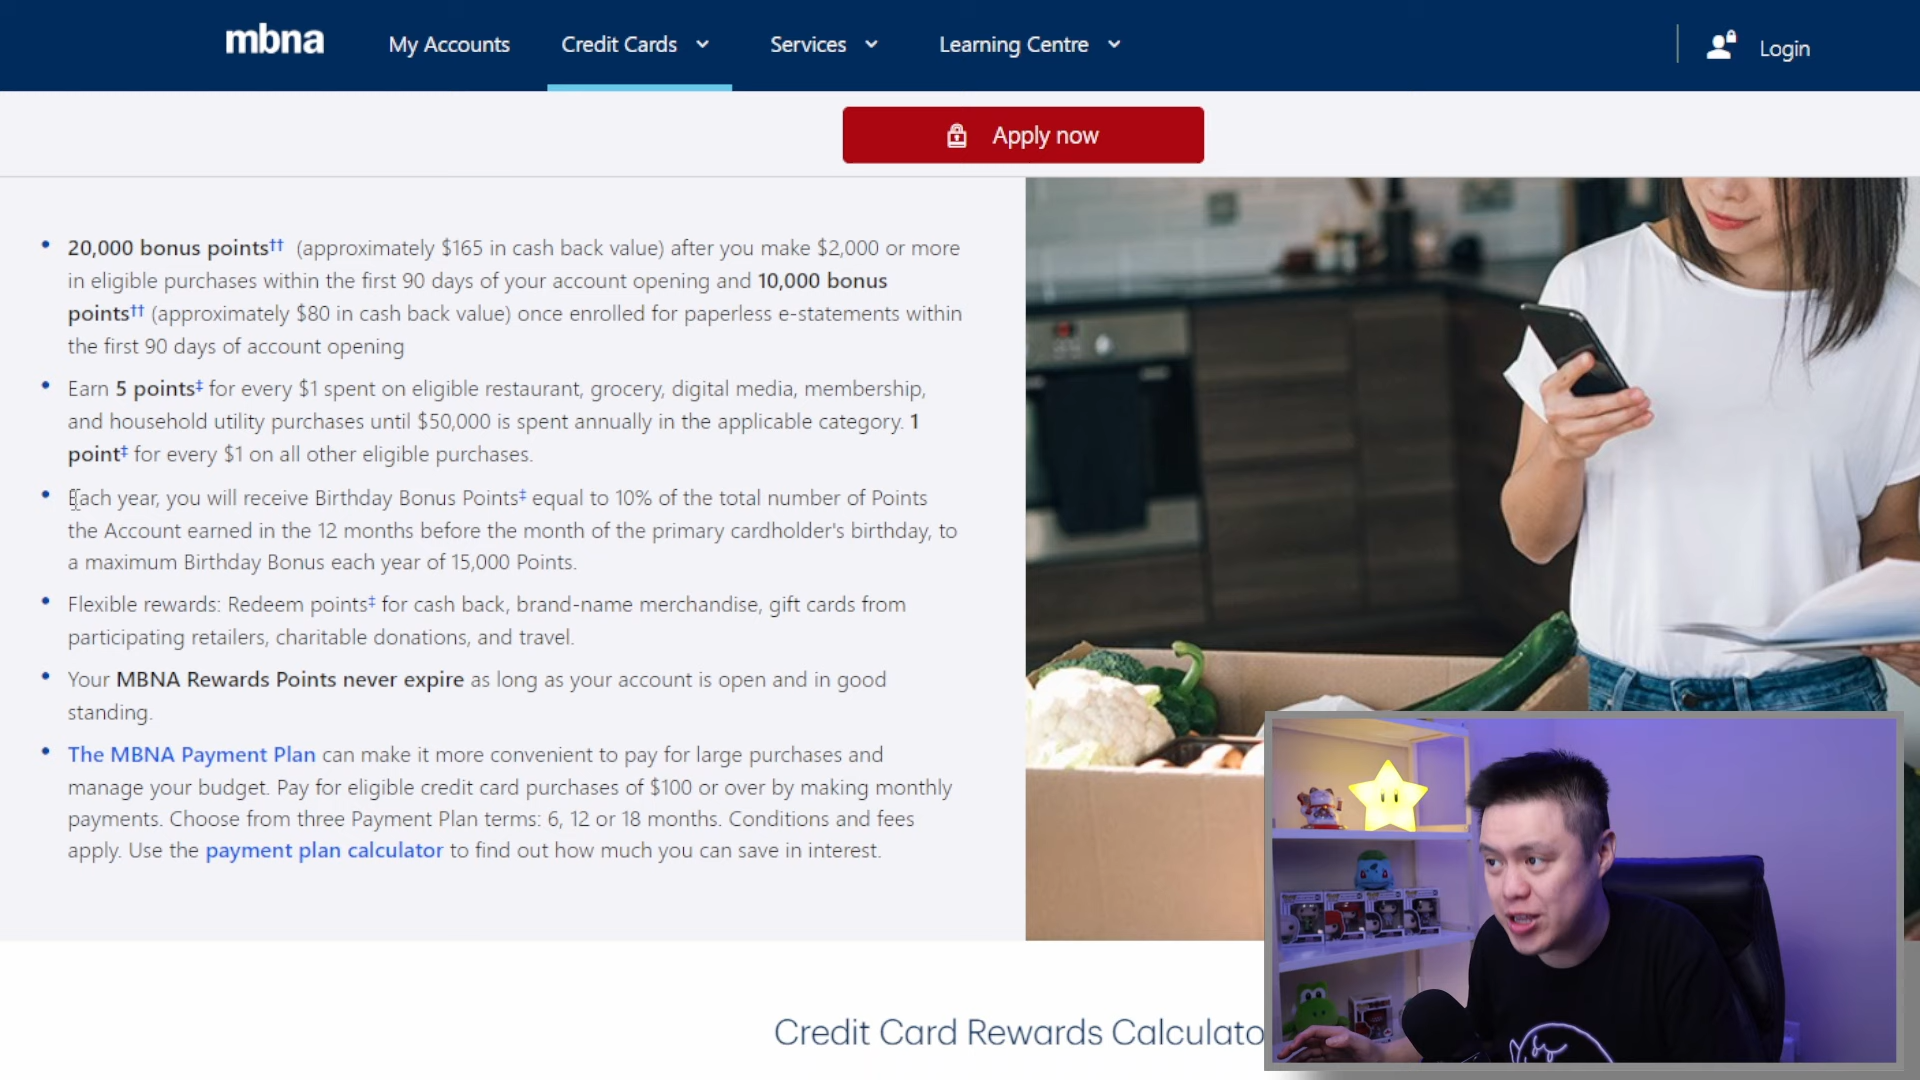 mbna
My Accounts
Credit Cards
Services
Learning Centre
Login
Apply now
• 20,000 bonus points†† (approximately $165 in cash back value) after you make $2,000 or more
in eligible purchases within the first 90 days of your account opening and 10,000 bonus
points†† (approximately $80 in cash back value) once enrolled for paperless e-statements within
the first 90 days of account opening
• Earn 5 points‡ for every $1 spent on eligible restaurant, grocery, digital media, membership,
and household utility purchases until $50,000 is spent annually in the applicable category. 1
point‡ for every $1 on all other eligible purchases.
• Each year, you will receive Birthday Bonus Points‡ equal to 10% of the total number of Points
the Account earned in the 12 months before the month of the primary cardholder's birthday, to
a maximum Birthday Bonus each year of 15,000 Points.
• Flexible rewards: Redeem points‡ for cash back, brand-name merchandise, gift cards from
participating retailers, charitable donations, and travel.
• Your MBNA Rewards Points never expire as long as your account is open and in good
standing.
• The MBNA Payment Plan can make it more convenient to pay for large purchases and
manage your budget. Pay for eligible credit card purchases of $100 or over by making monthly
payments. Choose from three Payment Plan terms: 6, 12 or 18 months. Conditions and fees
apply. Use the payment plan calculator to find out how much you can save in interest.
Credit Card Rewards Calculato